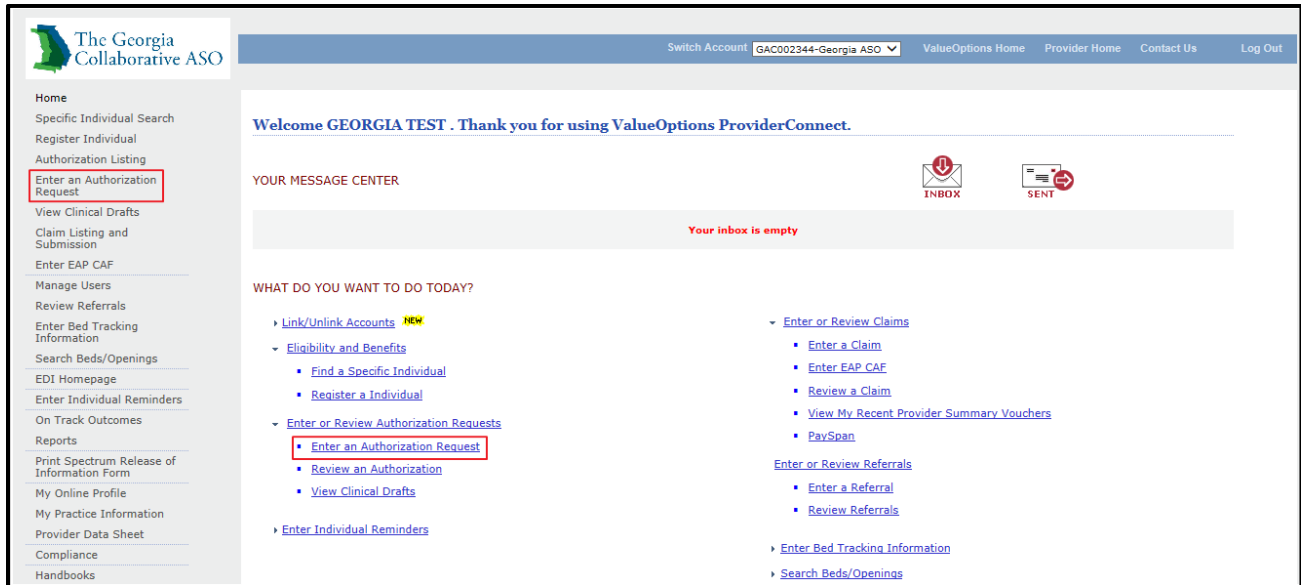 The Georgia
Collaborative ASO
Switch Account GAC002344-Georgia ASO ValueOptions Home Provider Home Contact Us Log Out
Home
Specific Individual Search
Register Individual
Authorization Listing
Enter an Authorization
Request
View Clinical Drafts
Claim Listing and
Submission
Enter EAP CAF
Manage Users
Review Referrals
Enter Bed Tracking
Information
Search Beds/Openings
EDI Homepage
Enter Individual Reminders
On Track Outcomes
Reports
Print Spectrum Release of
Information Form
My Online Profile
My Practice Information
Provider Data Sheet
Compliance
Handbooks
Welcome GEORGIA TEST . Thank you for using ValueOptions ProviderConnect.
YOUR MESSAGE CENTER
INBOX
SENT
Your inbox is empty
WHAT DO YOU WANT TO DO TODAY?
Link/Unlink Accounts NEW
Eligibility and Benefits
Find a Specific Individual
Register a Individual
Enter or Review Authorization Requests
Enter an Authorization Request
Review an Authorization
View Clinical Drafts
Enter Individual Reminders
Enter or Review Claims
Enter a Claim
Enter EAP CAF
Review a Claim
View My Recent Provider Summary Vouchers
PaySpan
Enter or Review Referrals
Enter a Referral
Review Referrals
Enter Bed Tracking Information
Search Beds/Openings